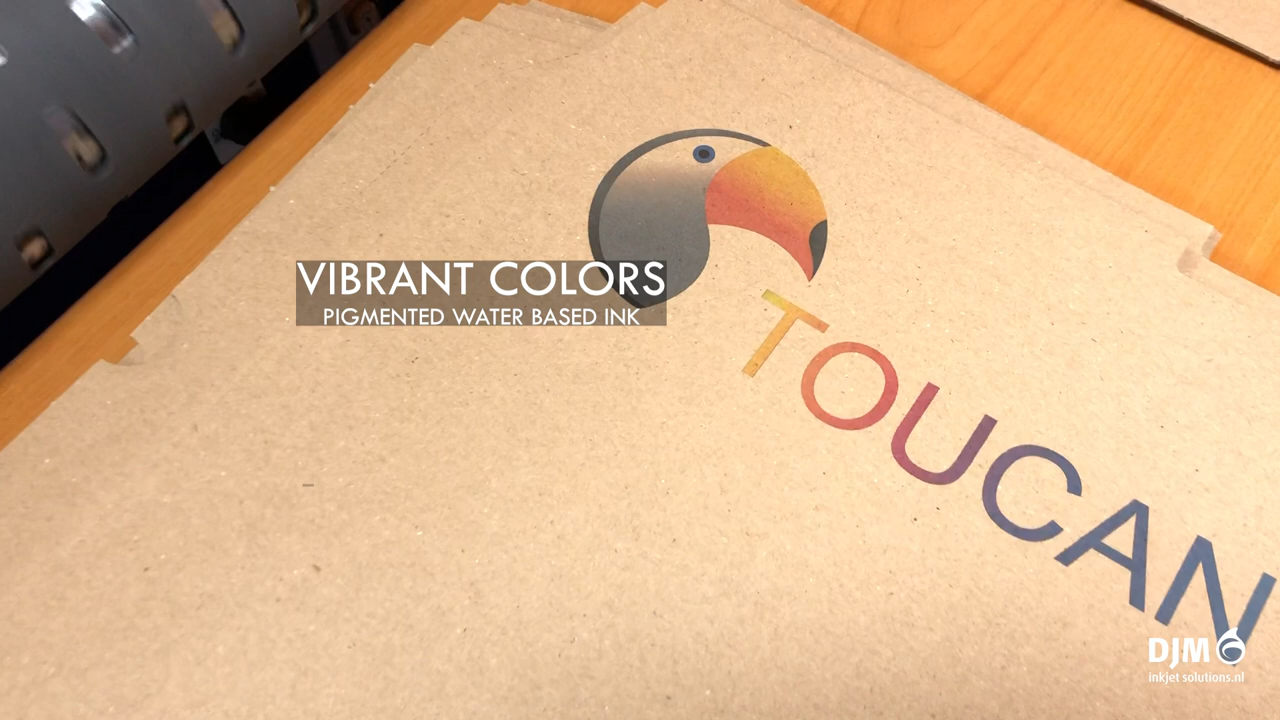 VIBRANT COLORS
PIGMENTED WATER BASED INK
TOUCAN
DJM
inkjet solutions.nl